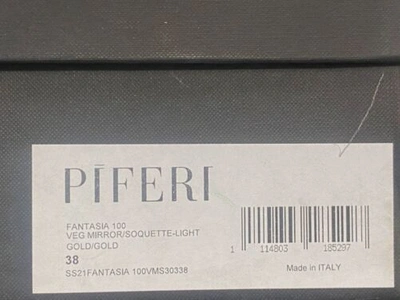 PĪFERI
FANTASIA 100
VEG MIRROR/SOQUETTE-LIGHT
GOLD/GOLD
38
SS21FANTASIA 100VMS30338
1 114803 185297
Made in ITALY